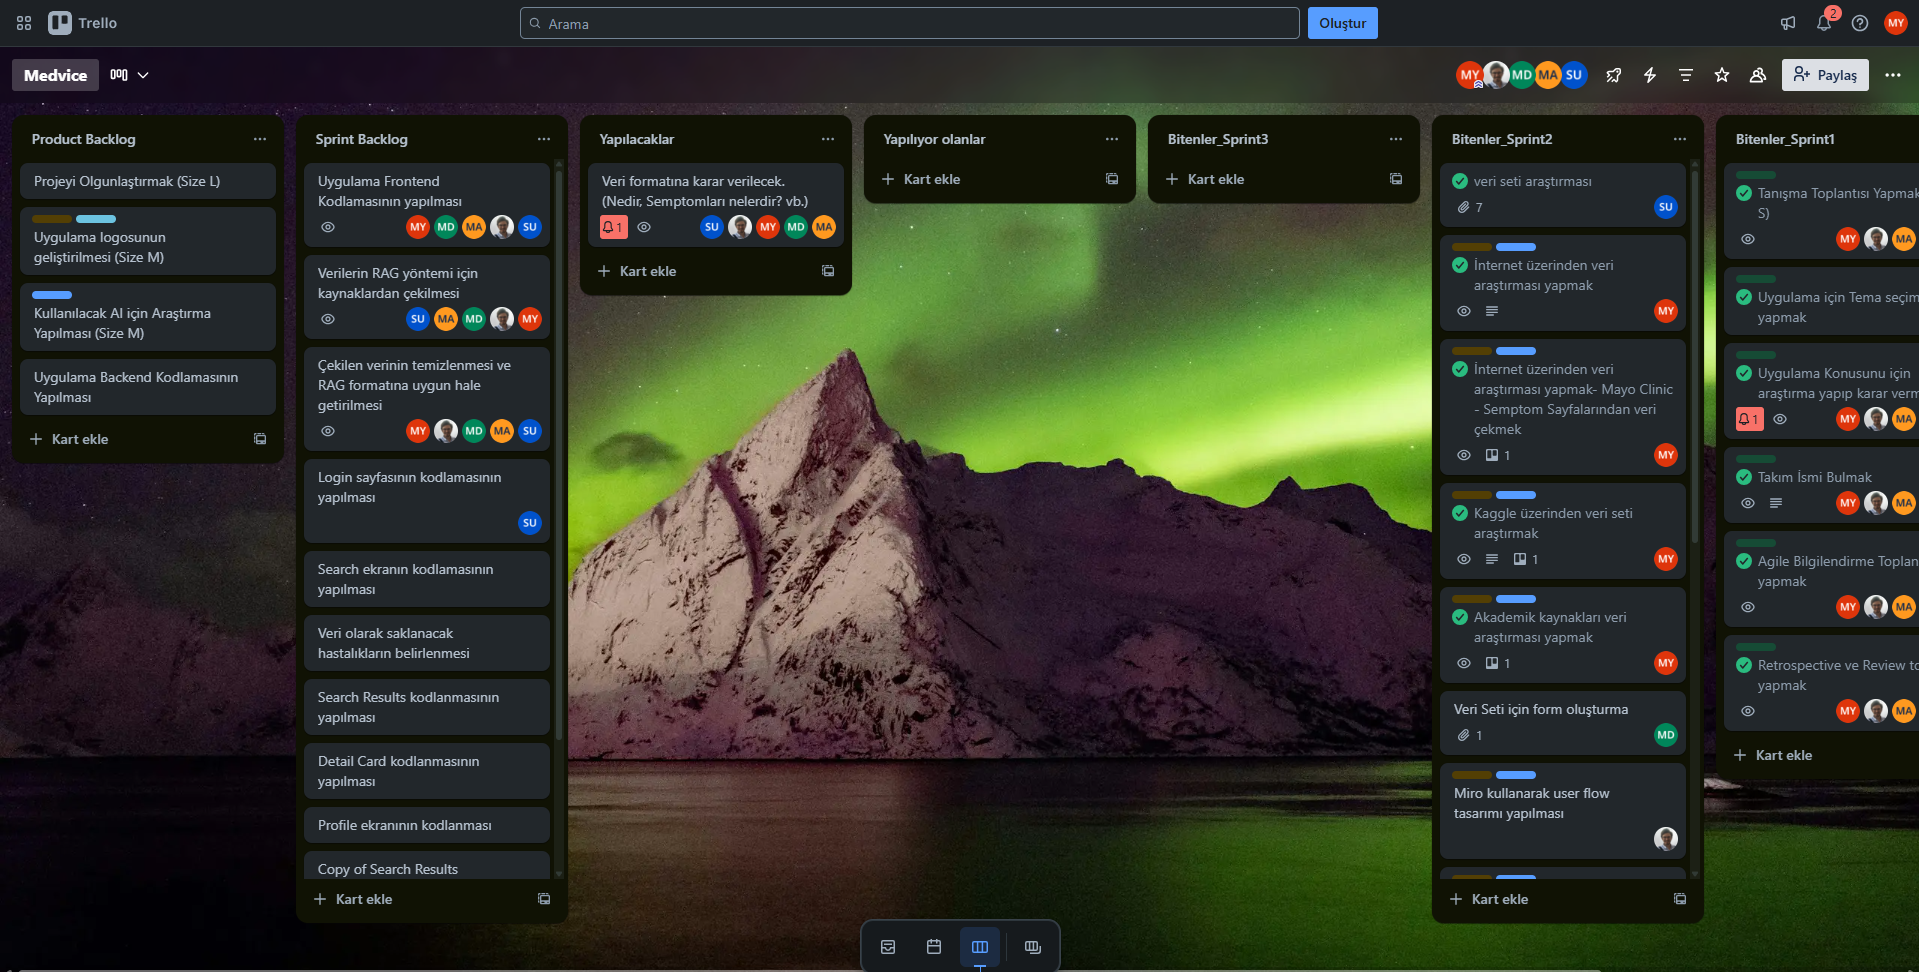 Trello
Arama
Oluştur
2
MY
Medvice
MY
MD
MA
SU
Paylaş
Product Backlog
Projeyi Olgunlaştırmak (Size L)
Uygulama logosunun
geliştirilmesi (Size M)
Kullanılacak AI için Araştırma
Yapılması (Size M)
Uygulama Backend Kodlamasının
Yapılması
Kart ekle
Sprint Backlog
Uygulama Frontend
Kodlamasının yapılması
MY MD MA SU
Verilerin RAG yöntemi için
kaynaklardan çekilmesi
SU MA MD MY
Çekilen verinin temizlenmesi ve
RAG formatına uygun hale
getirilmesi
MY MD MA SU
Login sayfasının kodlamasının
yapılması
SU
Search ekranın kodlamasının
yapılması
Veri olarak saklanacak
hastalıkların belirlenmesi
Search Results kodlanmasının
yapılması
Detail Card kodlanmasının
yapılması
Profile ekranının kodlanması
Copy of Search Results
Kart ekle
Yapılacaklar
Veri formatına karar verilecek.
(Nedir, Semptomları nelerdir? vb.)
1 SU MY MD MA
Kart ekle
Yapılıyor olanlar
Kart ekle
Bitenler_Sprint3
Kart ekle
Bitenler_Sprint2
veri seti araştırması
7 SU
İnternet üzerinden veri
araştırması yapmak
MY
İnternet üzerinden veri
araştırması yapmak- Mayo Clinic
- Semptom Sayfalarından veri
çekmek
1 MY
Kaggle üzerinden veri seti
araştırmak
1 MY
Akademik kaynakları veri
araştırması yapmak
1 MY
Veri Seti için form oluşturma
1 MD
Miro kullanarak user flow
tasarımı yapılması
Kart ekle
Bitenler_Sprint1
Tanışma Toplantısı Yapmak
S)
MY MA
Uygulama için Tema seçim
yapmak
Uygulama Konusunu için
araştırma yapıp karar verm
1 MY MA
Takım İsmi Bulmak
MY MA
Agile Bilgilendirme Toplan
yapmak
MY MA
Retrospective ve Review to
yapmak
MY MA
Kart ekle